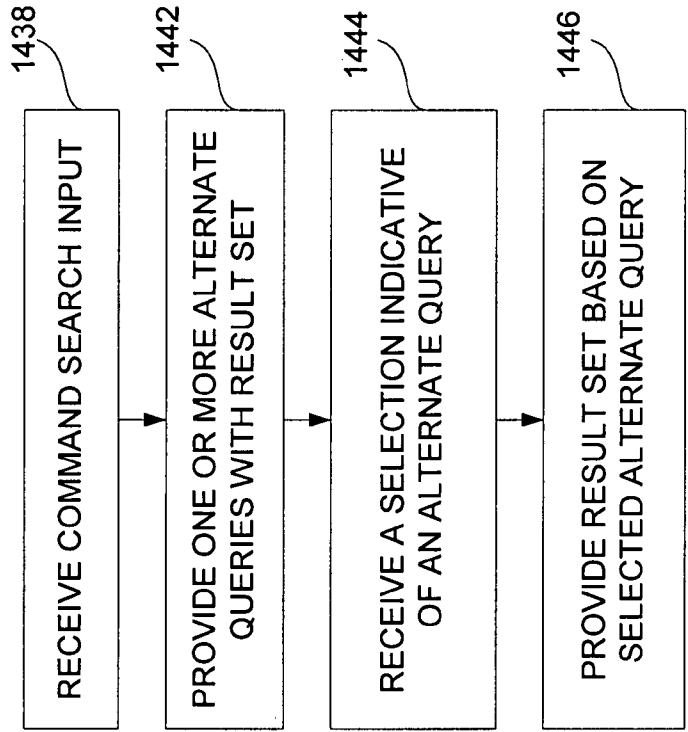 RECEIVE COMMAND SEARCH INPUT
1438
PROVIDE ONE OR MORE ALTERNATE
QUERIES WITH RESULT SET
1442
RECEIVE A SELECTION INDICATIVE
OF AN ALTERNATE QUERY
1444
PROVIDE RESULT SET BASED ON
SELECTED ALTERNATE QUERY
1446